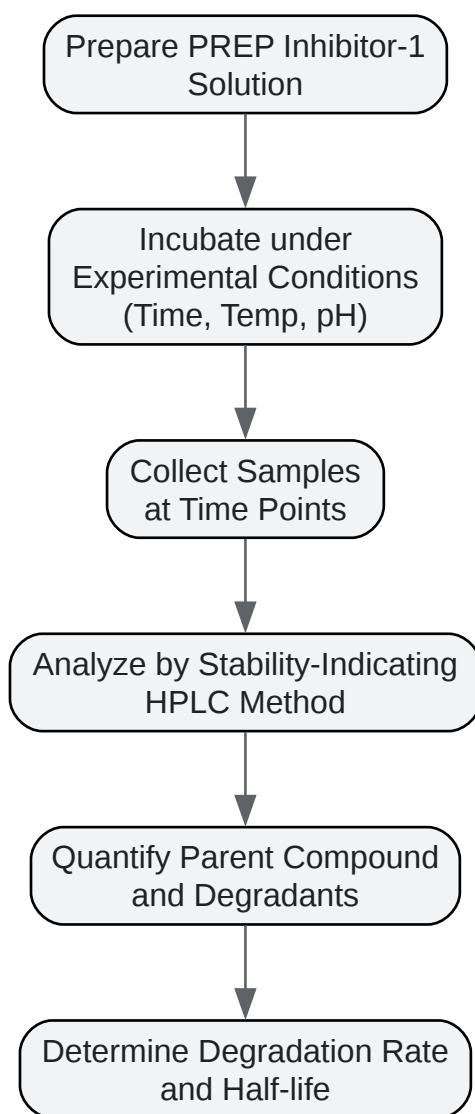 Prepare PREP Inhibitor-1
Solution
Incubate under
Experimental Conditions
(Time, Temp, pH)
Collect Samples
at Time Points
Analyze by Stability-Indicating
HPLC Method
Quantify Parent Compound
and Degradants
Determine Degradation Rate
and Half-life